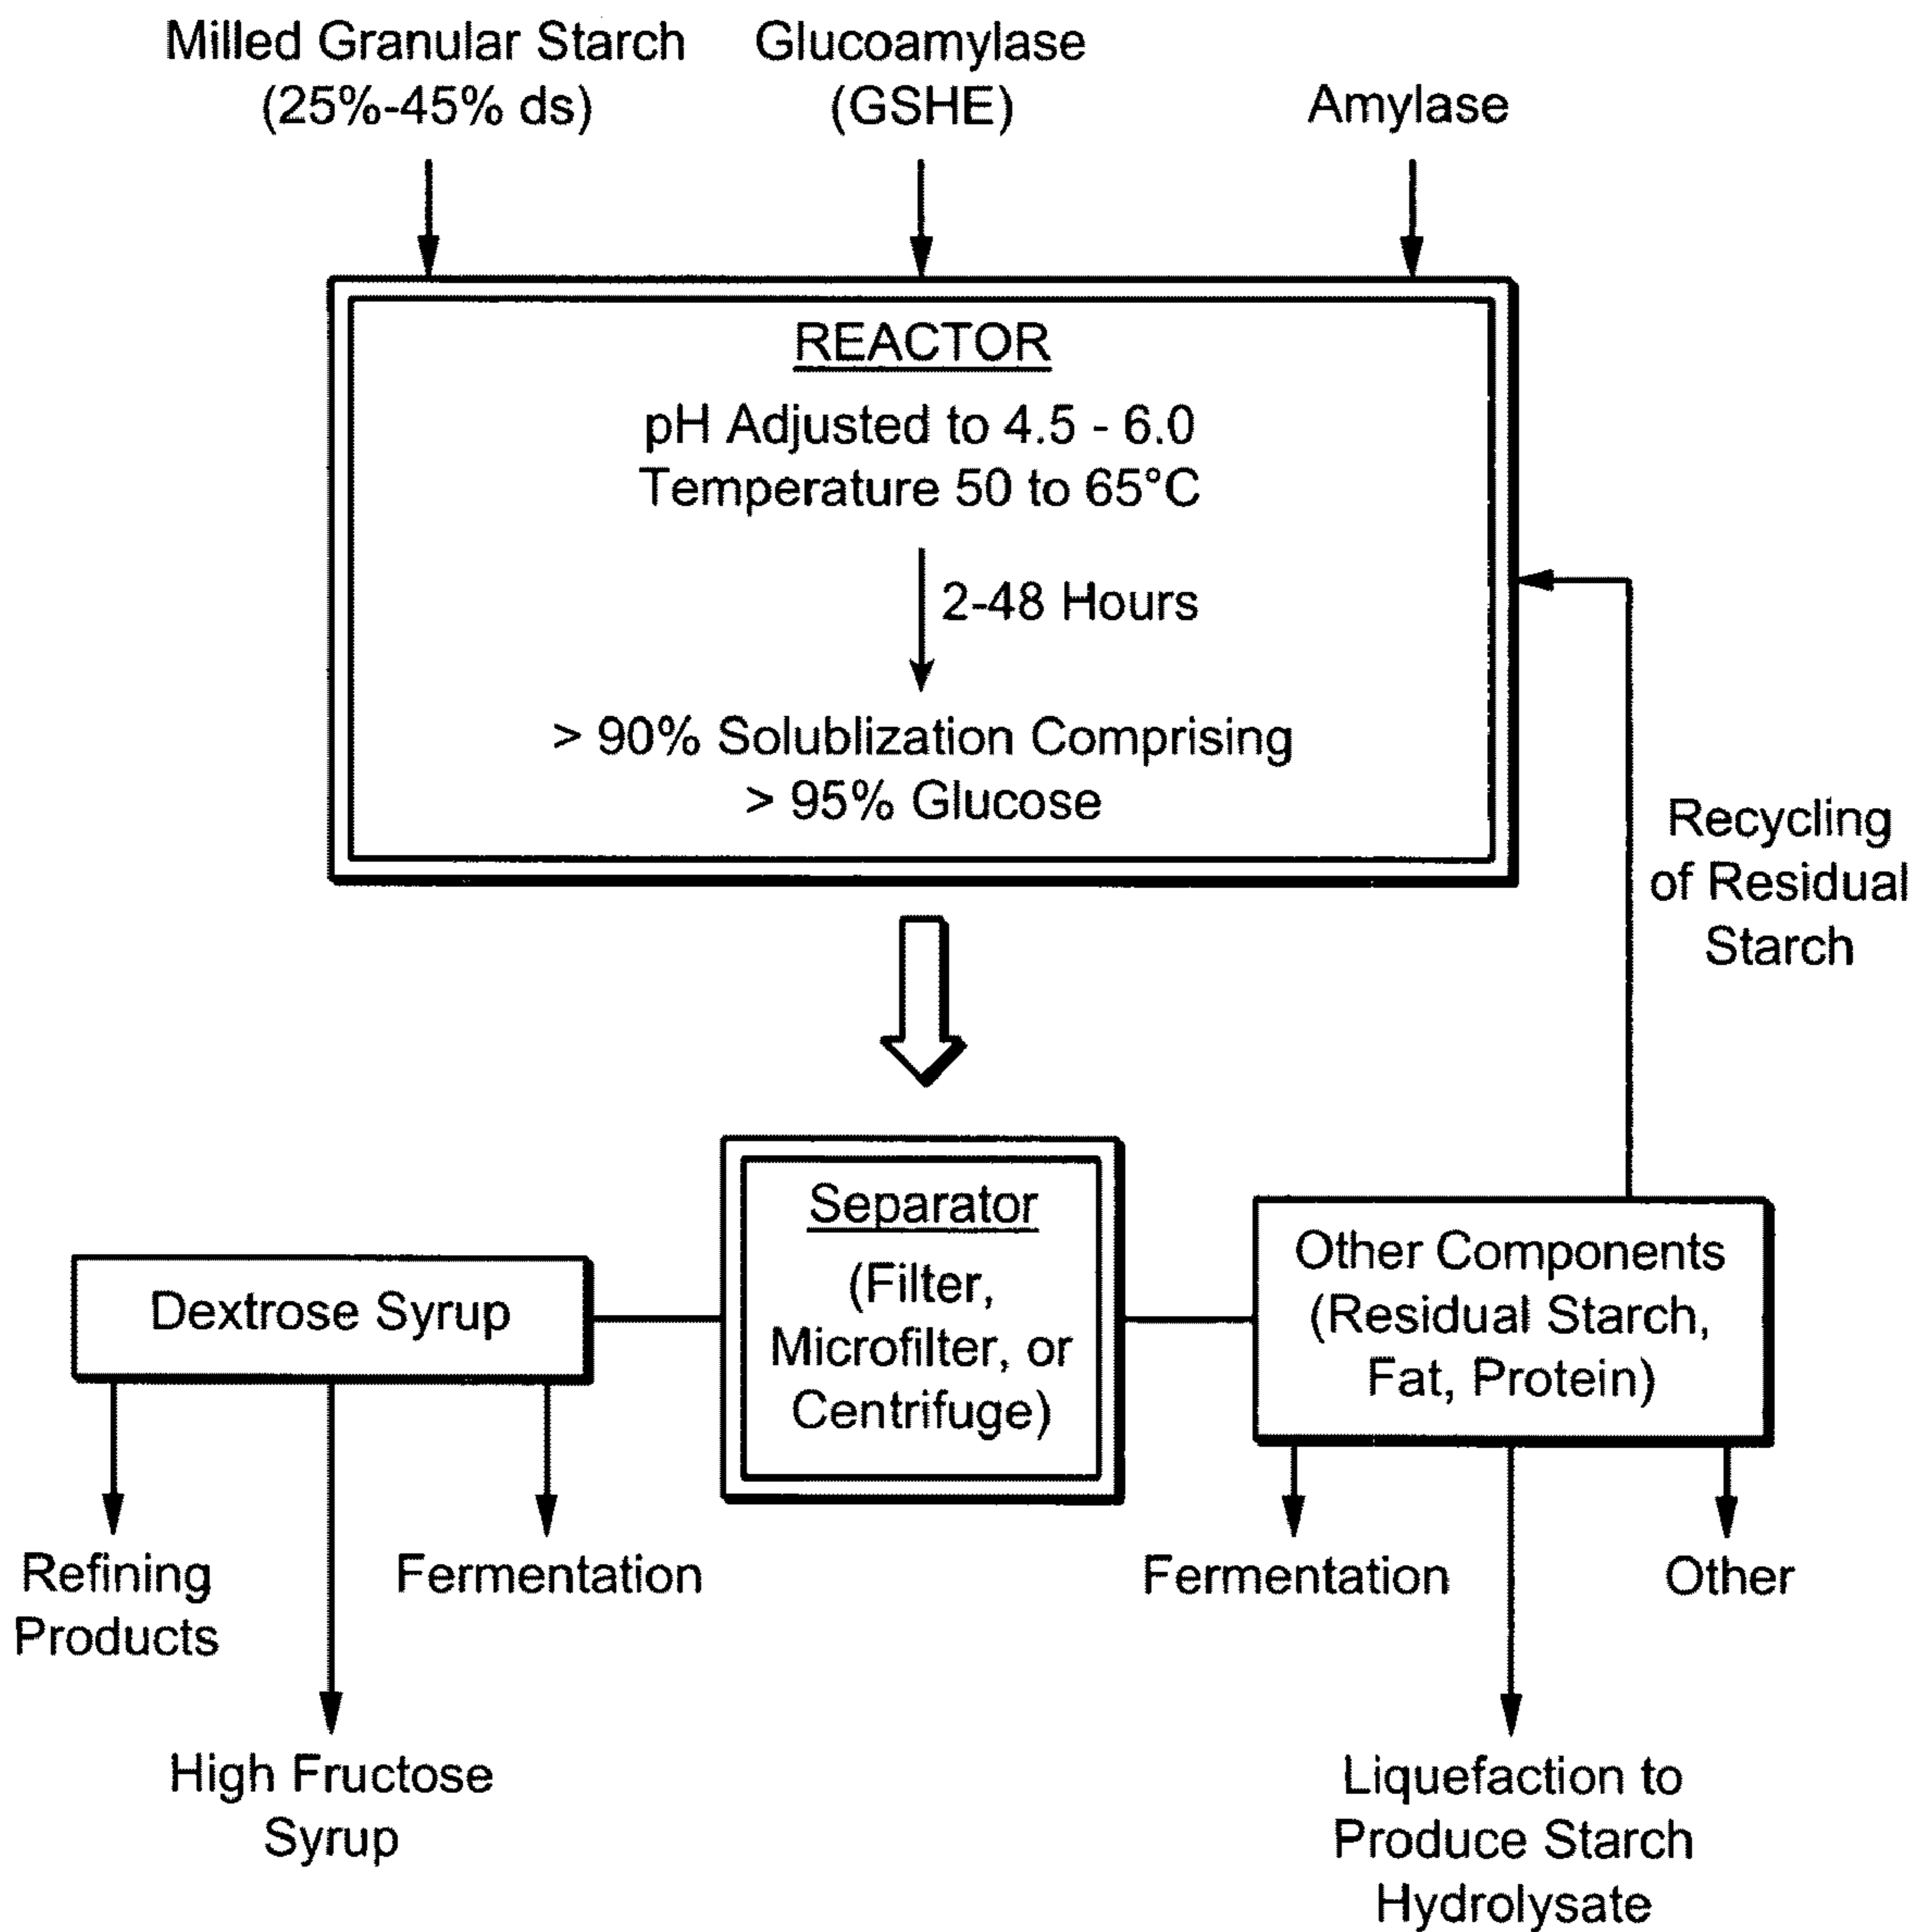 Milled Granular Starch
(25%-45% ds)
Glucoamylase
(GSHE)
Amylase
REACTOR
pH Adjusted to 4.5 - 6.0
Temperature 50 to 65°C
2-48 Hours
> 90% Solublization Comprising
> 95% Glucose
Recycling
of Residual
Starch
Separator
(Filter,
Microfilter, or
Centrifuge)
Dextrose Syrup
Other Components
(Residual Starch,
Fat, Protein)
Refining
Products
High Fructose
Syrup
Fermentation
Fermentation
Liquefaction to
Produce Starch
Hydrolysate
Other